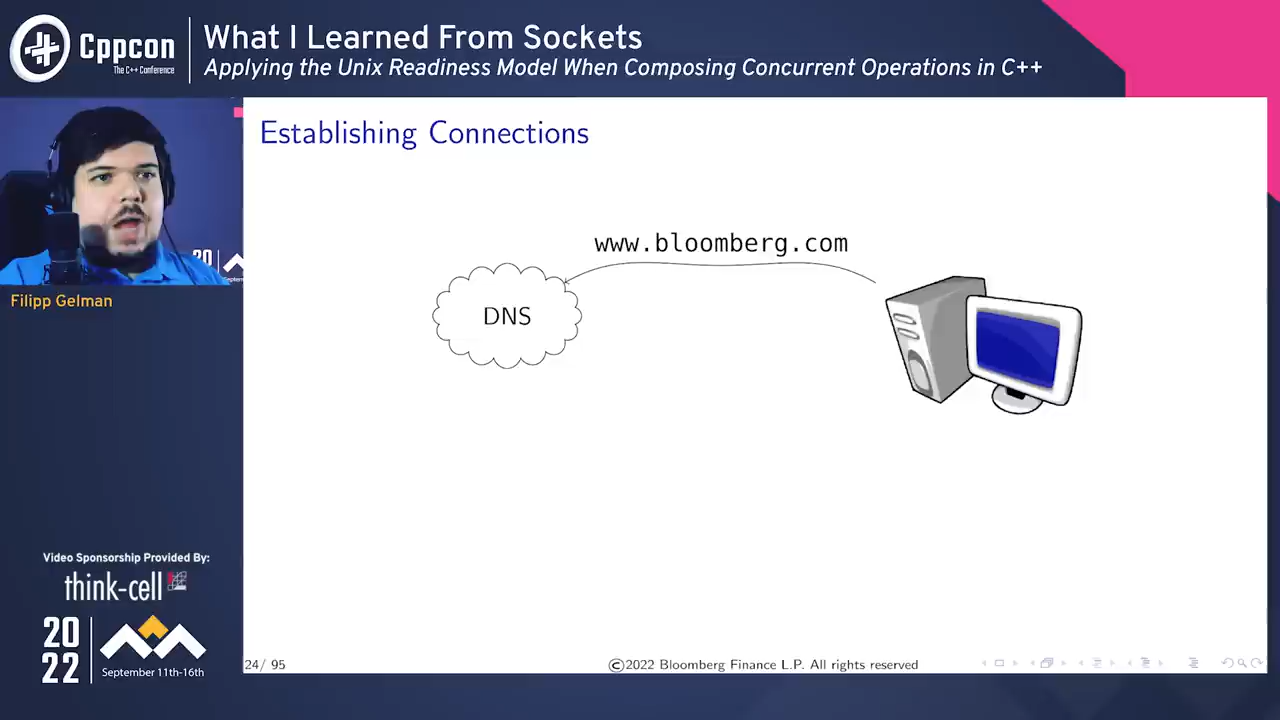 Cppcon
The C++ Conference
What I Learned From Sockets
Applying the Unix Readiness Model When Composing Concurrent Operations in C++
Filipp Gelman
Establishing Connections
www.bloomberg.com
DNS
Video Sponsorship Provided By:
think-cell
20
22
September 11th-16th
24/ 95
©2022 Bloomberg Finance L.P. All rights reserved